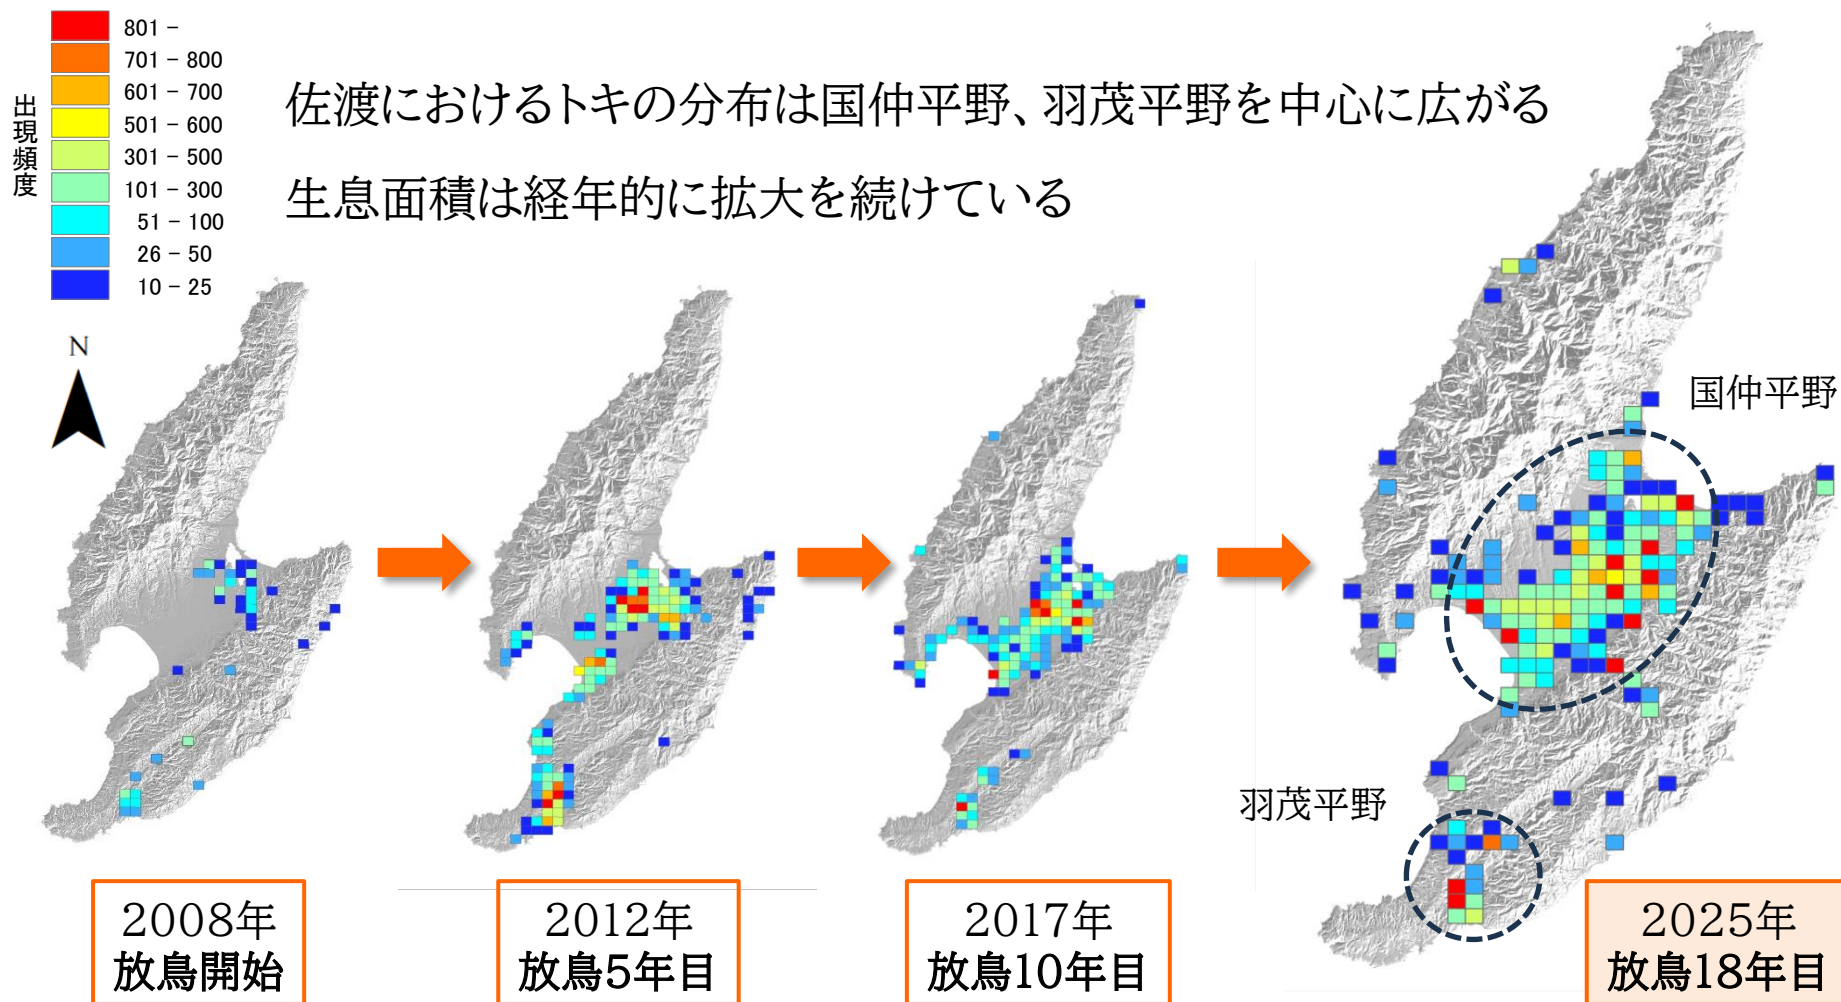 801 -
701 - 800
601 - 700
501 - 600
301 - 500
101 - 300
51 - 100
26 - 50
10 - 25
出現頻度
佐渡におけるトキの分布は国仲平野、羽茂平野を中心に広がる
生息面積は経年的に拡大を続けている
N
国仲平野
羽茂平野
2008年
放鳥開始
2012年
放鳥5年目
2017年
放鳥10年目
2025年
放鳥18年目